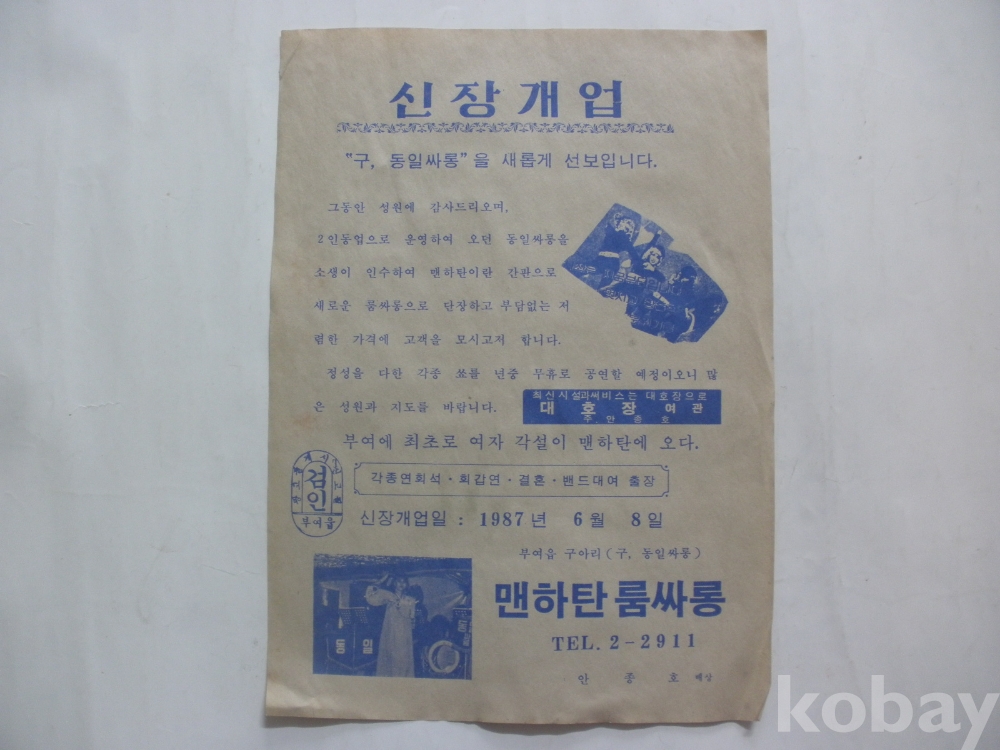 신장개업
"구, 동일싸롱"을 새롭게 선보입니다.
그동안 성원에 감사드리오며,
2인동업으로 운영하여 오던 동일싸롱을
소생이 인수하여 맨하탄이란 간판으로
새로운 룸싸롱으로 단장하고 부담없는 저
렴한 가격에 고객을 모시고저 합니다.
정성을 다한 각종 쑈를 년중 무휴로 공연할 예정이오니 많
은 성원과 지도를 바랍니다.
최신시설과써비스는 대호장으로
대호장 여관
주 안종호
부여에 최초로 여자 각설이 맨하탄에 오다.
각종연회석·회갑연·결혼·밴드대여 출장
검인
부여읍
신장개업일 : 1987년 6월 8일
부여읍 구아리(구, 동일싸롱)
맨하탄룸싸롱
TEL. 2-2911
안종호 배상
동일
kobay